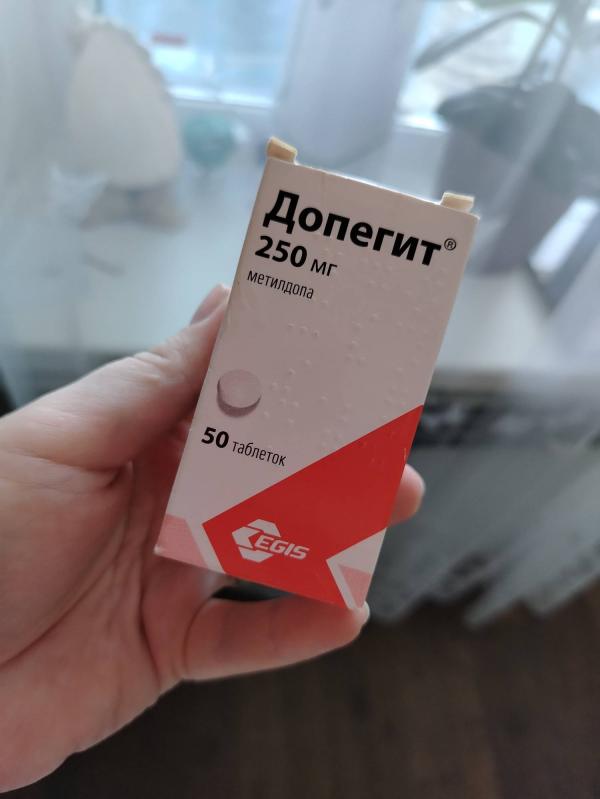 Допегит®
250 мг
метилдопа
50 таблеток
EGIS